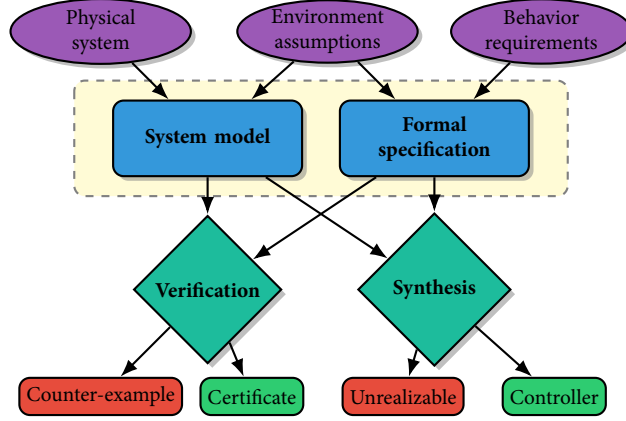 Physical
system
Environment
assumptions
Behavior
requirements
System model
Formal
specification
Verification
Synthesis
Counter-example
Certificate
Unrealizable
Controller